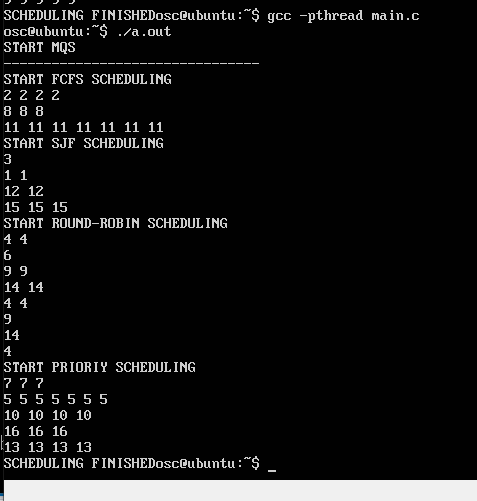 SCHEDULING FINISHEDosc@ubuntu:~$ gcc -pthread main.c
osc@ubuntu:~$ ./a.out
START MQS
--------------------------------
START FCFS SCHEDULING
2 2 2 2
8 8 8
11 11 11 11 11 11 11
START SJF SCHEDULING
3
1 1
12 12
15 15 15
START ROUND-ROBIN SCHEDULING
4 4
6
9 9
14 14
4 4
9
14
4
START PRIORIY SCHEDULING
7 7 7
5 5 5 5 5 5 5
10 10 10 10
16 16 16
13 13 13 13
SCHEDULING FINISHEDosc@ubuntu:~$ _